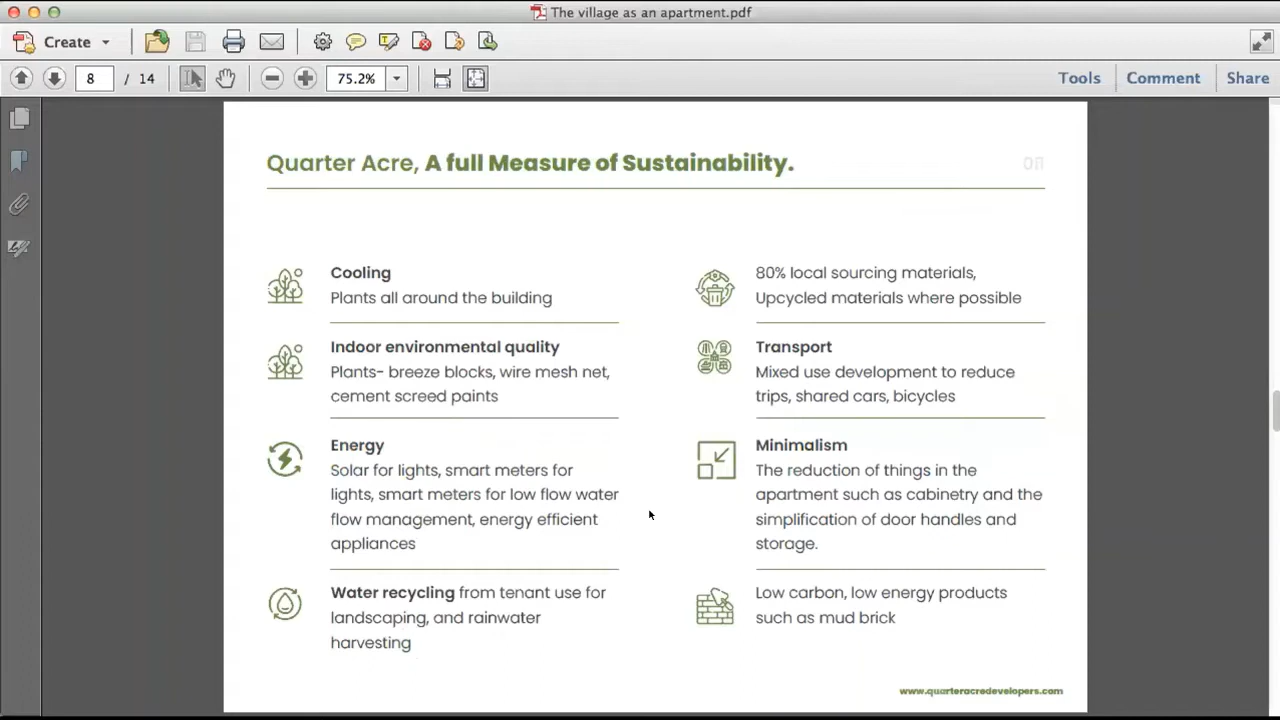 The village as an apartment.pdf
Create
8 / 14
75.2%
Tools
Comment
Share
Quarter Acre, A full Measure of Sustainability.
Cooling
Plants all around the building
Indoor environmental quality
Plants- breeze blocks, wire mesh net,
cement screed paints
Energy
Solar for lights, smart meters for
lights, smart meters for low flow water
flow management, energy efficient
appliances
Water recycling from tenant use for
landscaping, and rainwater
harvesting
80% local sourcing materials,
Upcycled materials where possible
Transport
Mixed use development to reduce
trips, shared cars, bicycles
Minimalism
The reduction of things in the
apartment such as cabinetry and the
simplification of door handles and
storage.
Low carbon, low energy products
such as mud brick
www.quarteracredevelopers.com